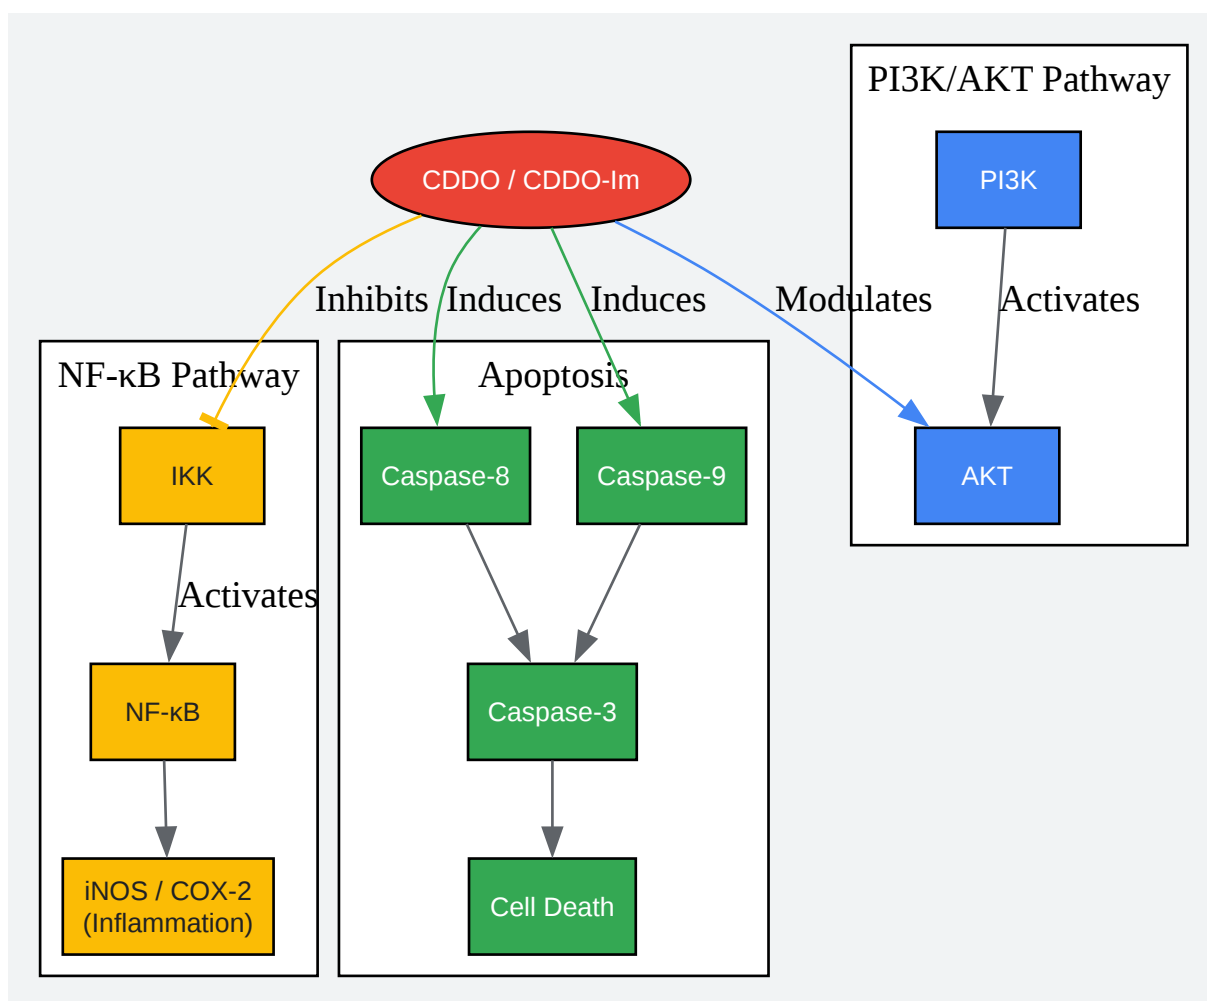 PI3K/AKT Pathway
CDDO / CDDO-Im
PI3K
Inhibits
Induces
Induces
Modulates
Activates
NF-κB Pathway
Apoptosis
IKK
Caspase-8
Caspase-9
AKT
Activates
NF-κB
Caspase-3
iNOS / COX-2
(Inflammation)
Cell Death